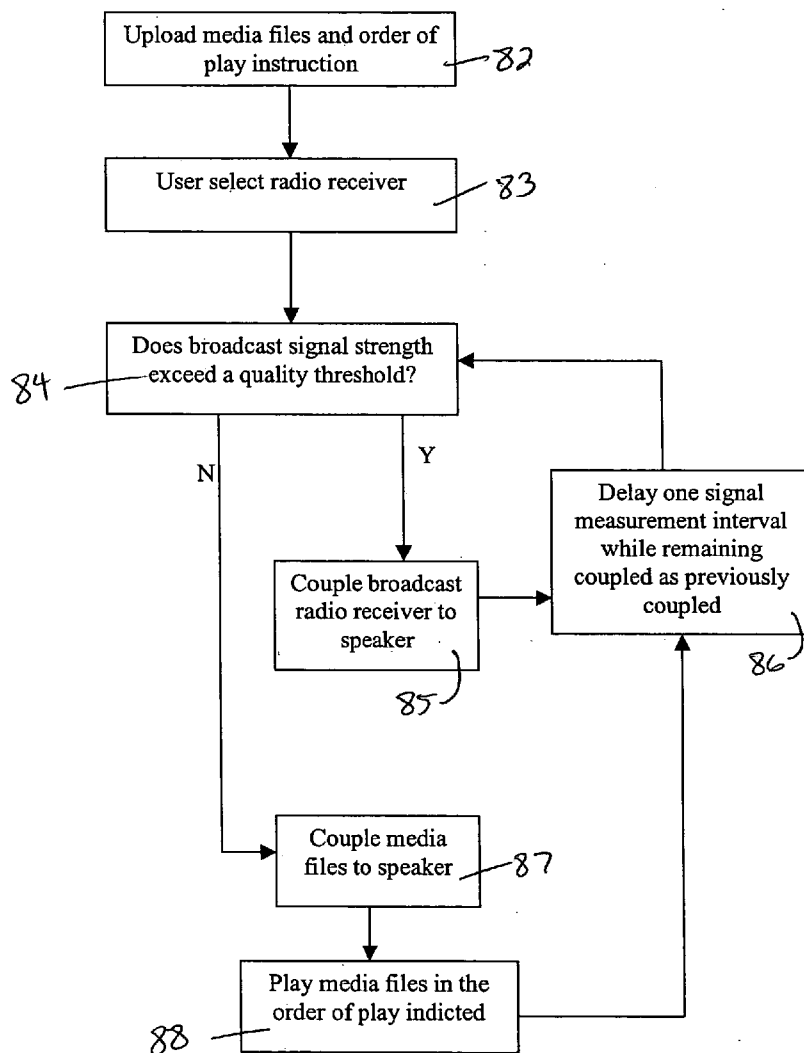 Upload media files and order of
play instruction
82
User select radio receiver
83
Does broadcast signal strength
exceed a quality threshold?
84
N
Y
Delay one signal
measurement interval
while remaining
coupled as previously
coupled
86
Couple broadcast
radio receiver to
speaker
85
Couple media
files to speaker
87
Play media files in the
order of play indicted
88